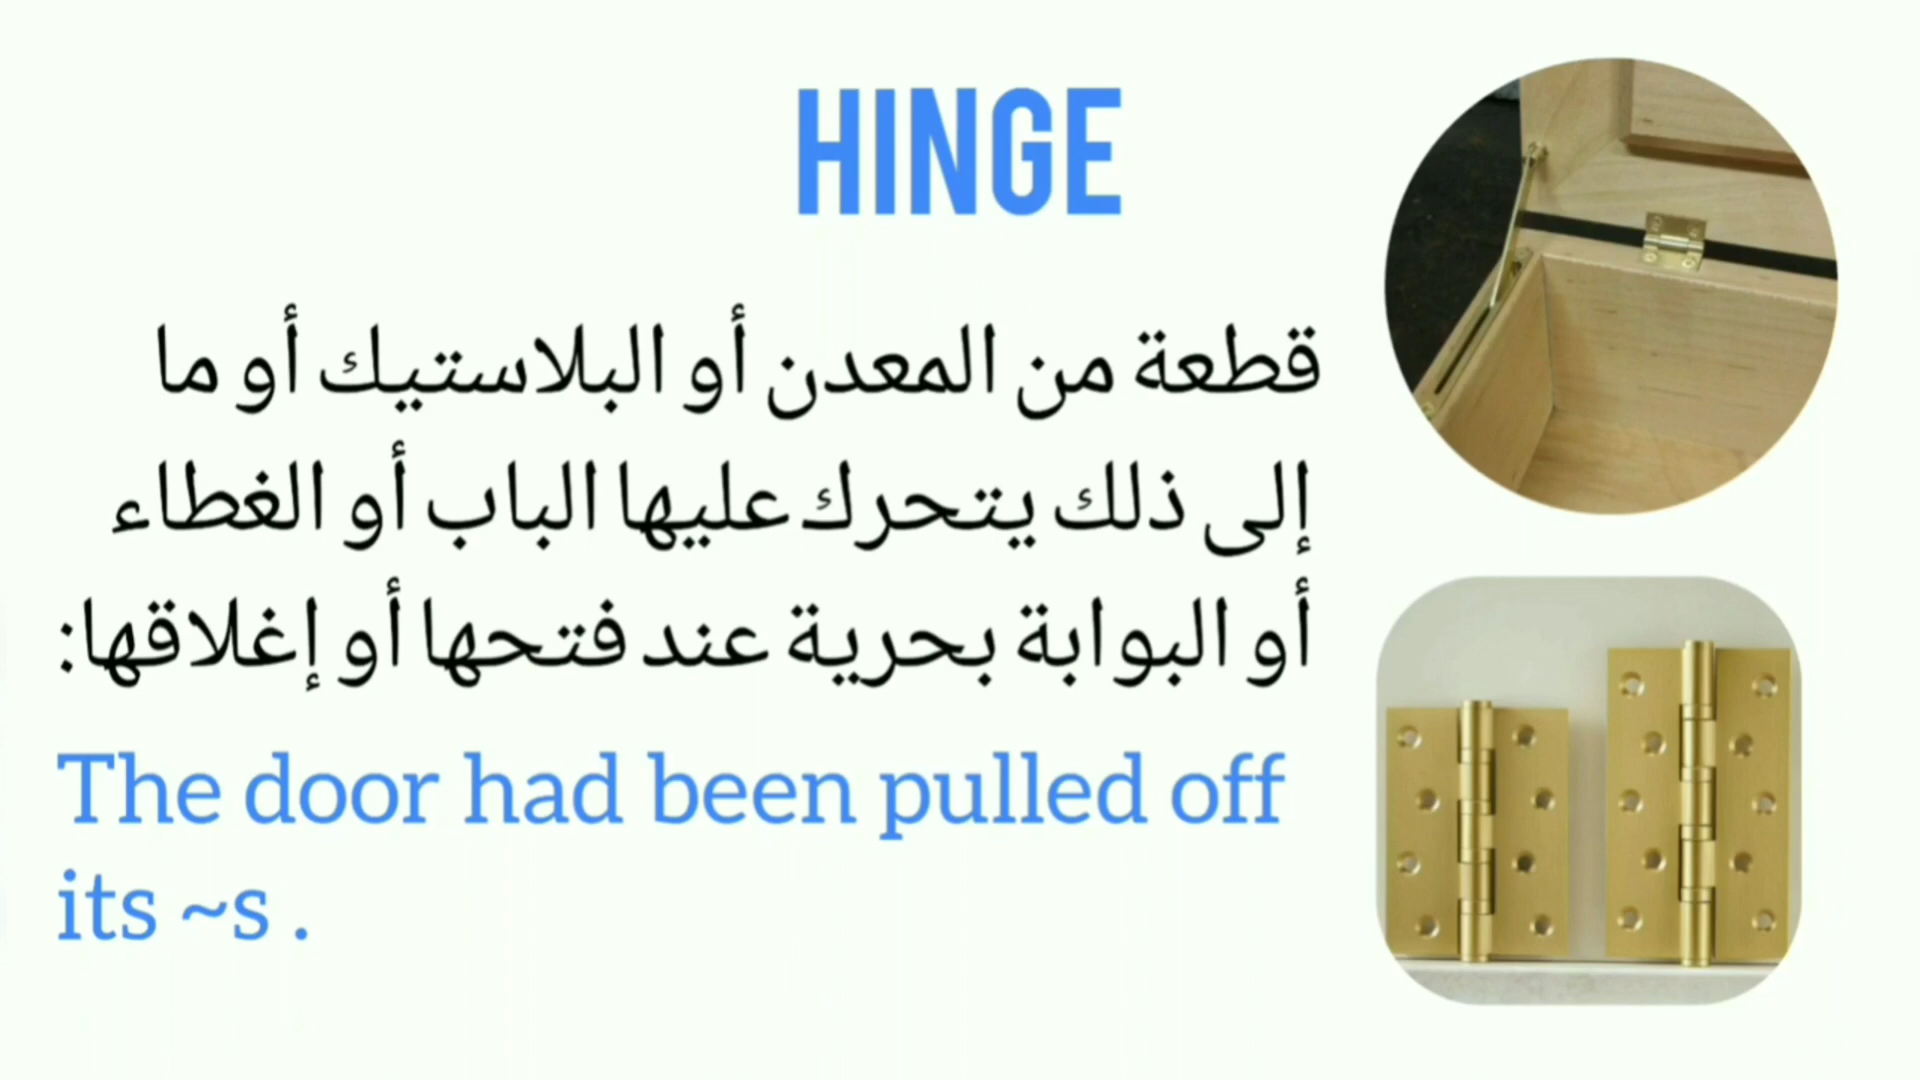 HINGE
قطعة من المعدن أو البلاستيك أو ما
إلى ذلك يتحرك عليها الباب أو الغطاء
أو البوابة بحرية عند فتحها أو إغلاقها:
The door had been pulled off
its ~s .